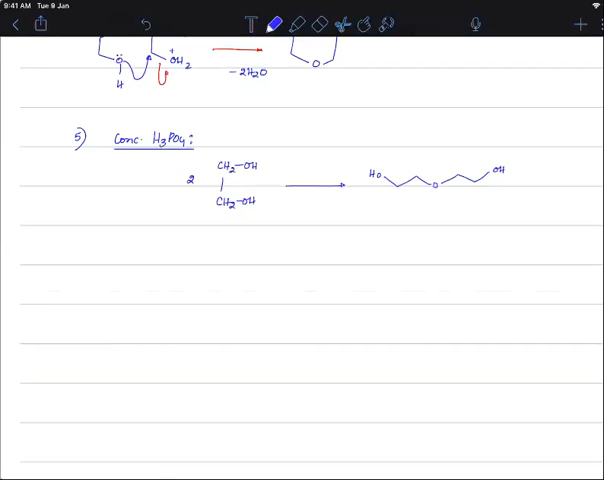 9:41 AM Tue 9 Jan
+
O OH2 O
H -2H2O
5) Conc. H3PO4:
CH2-OH HO OH
2 O
CH2-OH